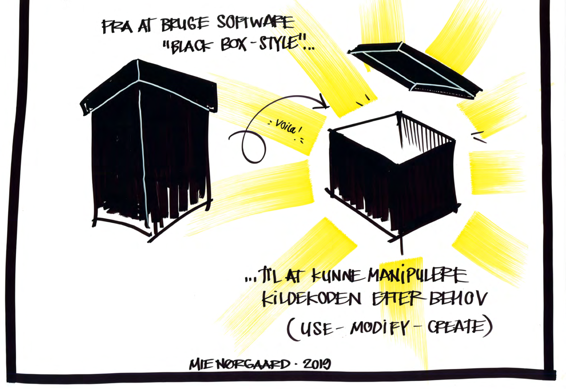 FRA AT BRUGE SOFTWARE
"BLACK BOX-STYLE"...
voila!
...TIL AT KUNNE MANIPULERE
KILDEKODEN EFTER BEHOV
(USE - MODIFY - CREATE)
MIE NØRGAARD · 2019